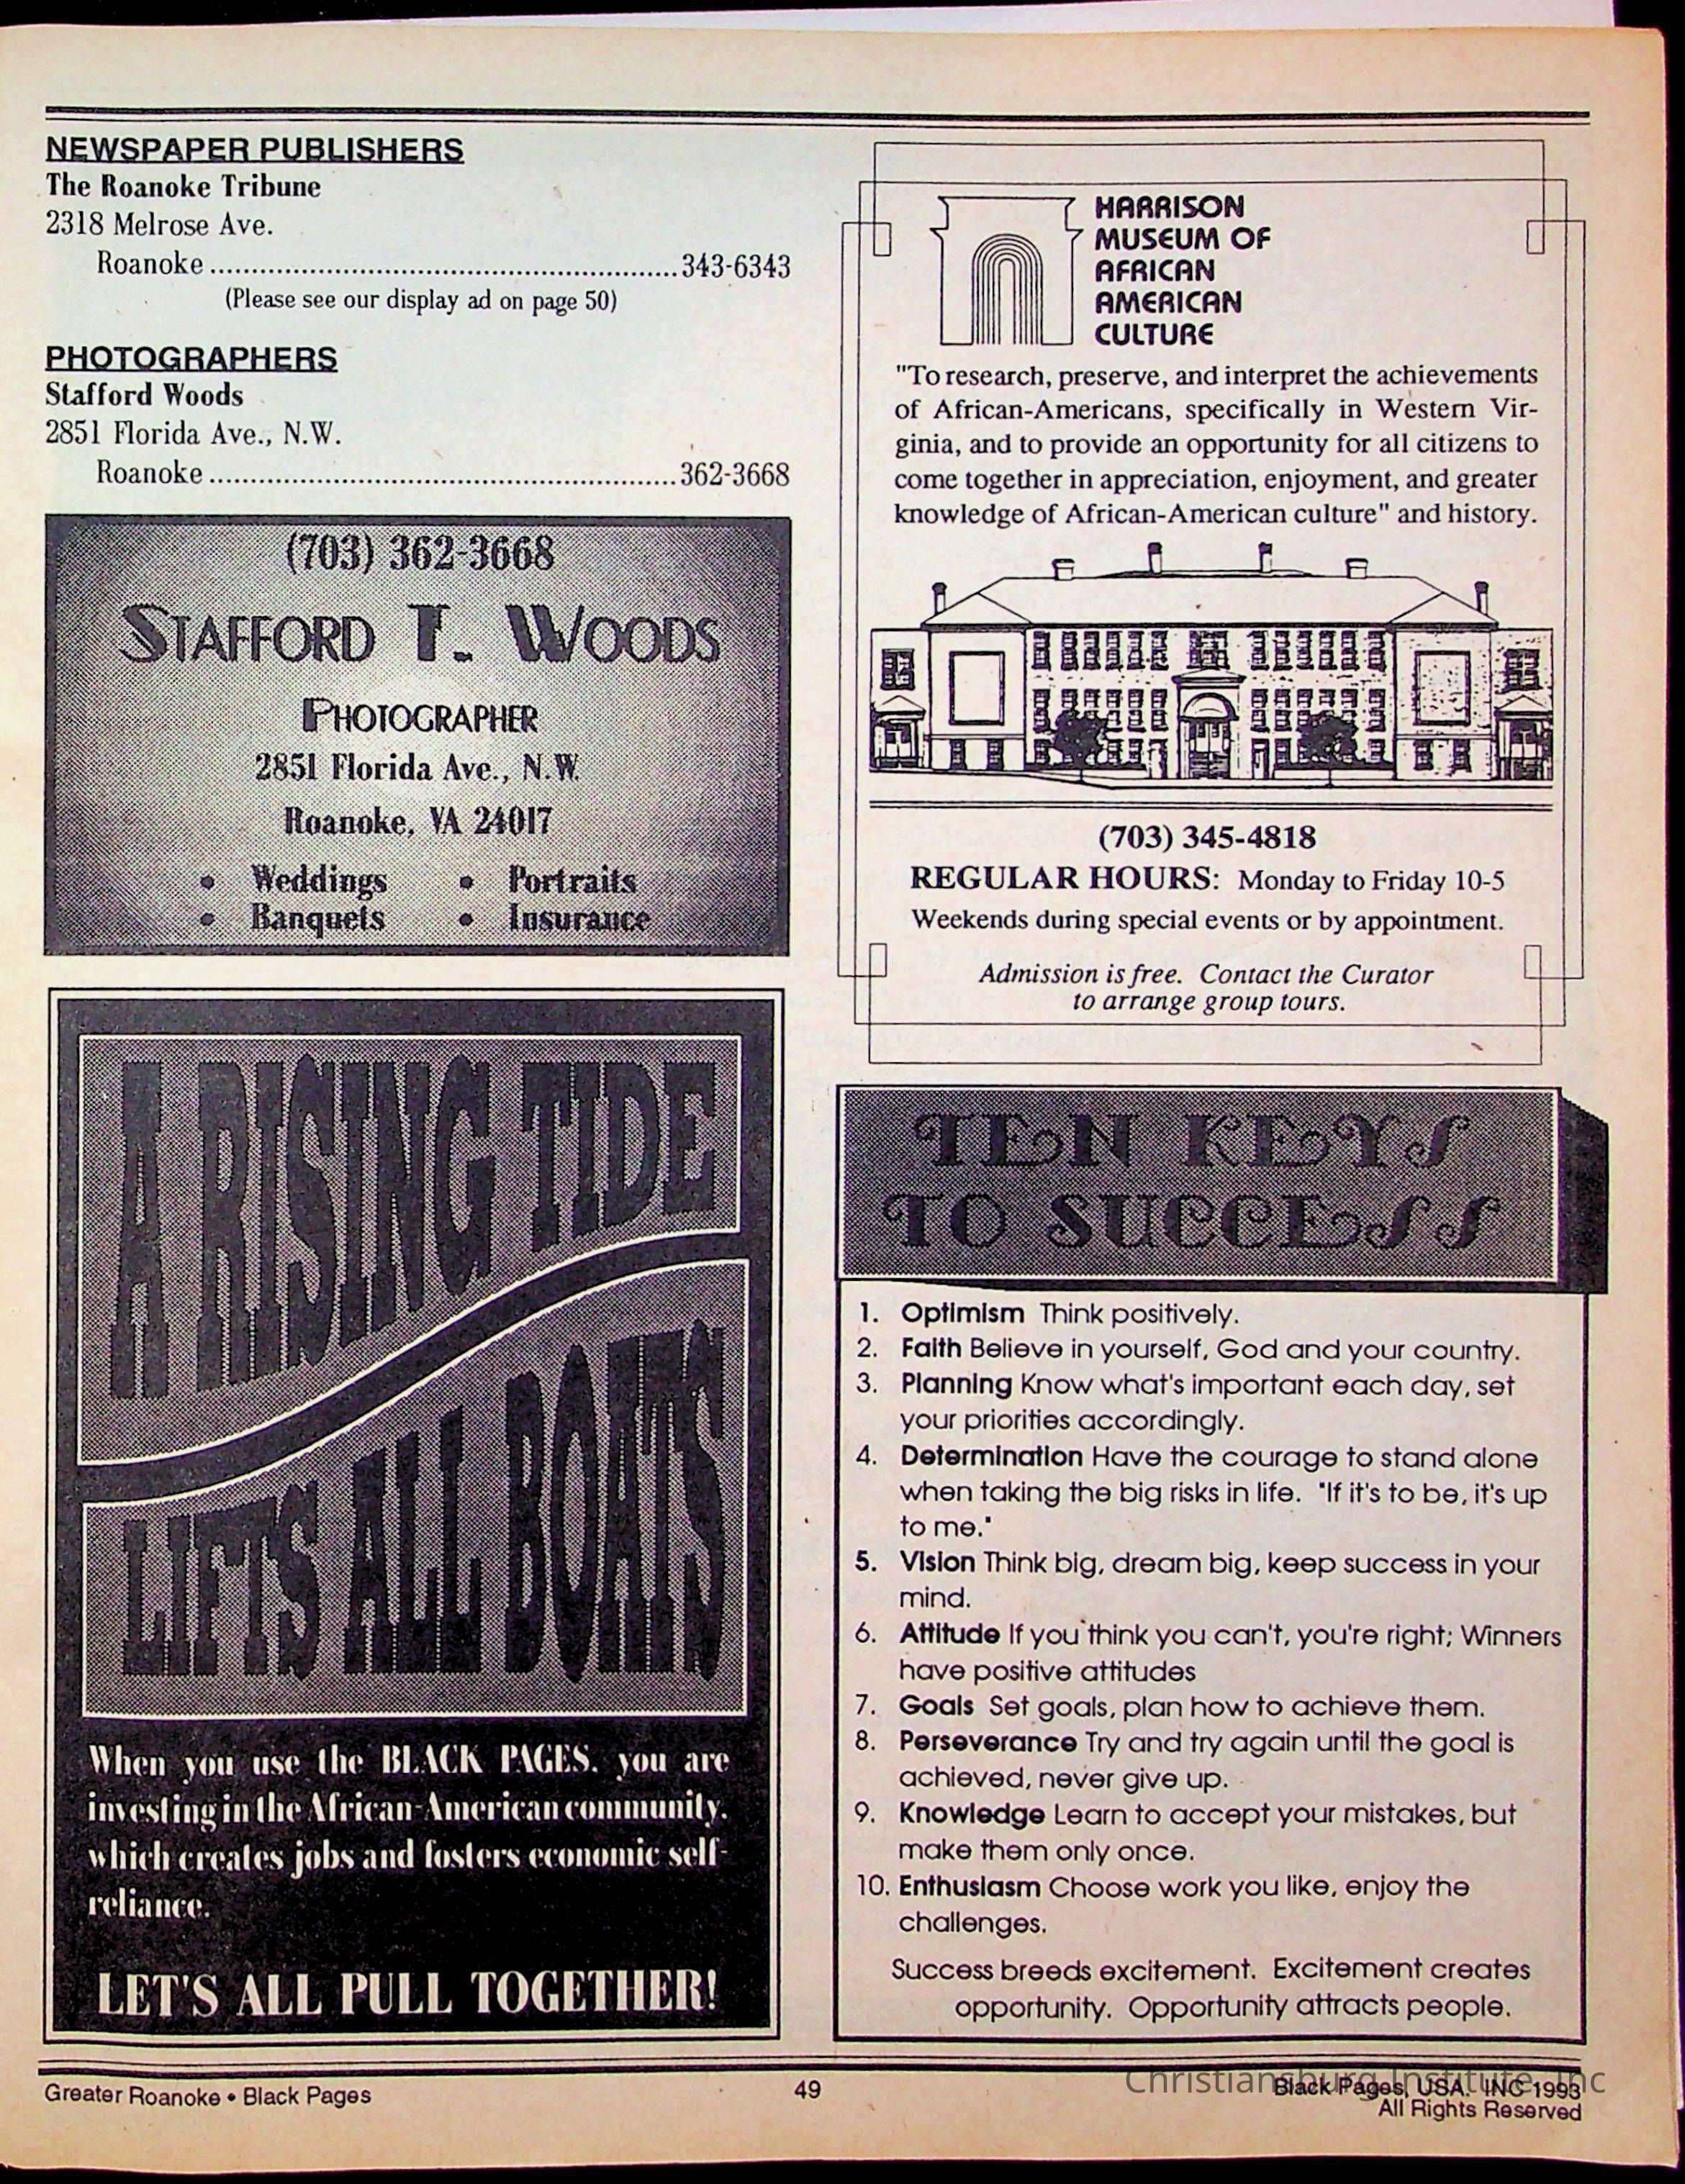 NEWSPAPER PUBLISHERS
The Roanoke Tribune
2318 Melrose Ave.
Roanoke ............................................................ 343-6343
(Please see our display ad on page 50)
PHOTOGRAPHERS
Stafford Woods
2851 Florida Ave., N.W.
Roanoke ............................................................ 362-3668
(703) 362-3668
STAFFORD T. WOODS
PHOTOGRAPHER
2851 Florida Ave., N.W.
Roanoke, VA 24017
• Weddings • Portraits
• Banquets • Insurance
A RISING TIDE
LIFTS ALL BOATS
When you use the BLACK PAGES, you are
investing in the African-American community,
which creates jobs and fosters economic self-
reliance.
LET'S ALL PULL TOGETHER!
HARRISON
MUSEUM OF
AFRICAN
AMERICAN
CULTURE
"To research, preserve, and interpret the achievements
of African-Americans, specifically in Western Vir-
ginia, and to provide an opportunity for all citizens to
come together in appreciation, enjoyment, and greater
knowledge of African-American culture" and history.
(703) 345-4818
REGULAR HOURS: Monday to Friday 10-5
Weekends during special events or by appointment.
Admission is free. Contact the Curator
to arrange group tours.
TEN KEYS
TO SUCCESS
1. Optimism Think positively.
2. Faith Believe in yourself, God and your country.
3. Planning Know what's important each day, set
your priorities accordingly.
4. Determination Have the courage to stand alone
when taking the big risks in life. "If it's to be, it's up
to me."
5. Vision Think big, dream big, keep success in your
mind.
6. Attitude If you think you can't, you're right; Winners
have positive attitudes
7. Goals Set goals, plan how to achieve them.
8. Perseverance Try and try again until the goal is
achieved, never give up.
9. Knowledge Learn to accept your mistakes, but
make them only once.
10. Enthusiasm Choose work you like, enjoy the
challenges.
Success breeds excitement. Excitement creates
opportunity. Opportunity attracts people.
Greater Roanoke • Black Pages
49
Black Pages, USA. INC 1993
All Rights Reserved
Christiansburg Institute, Inc